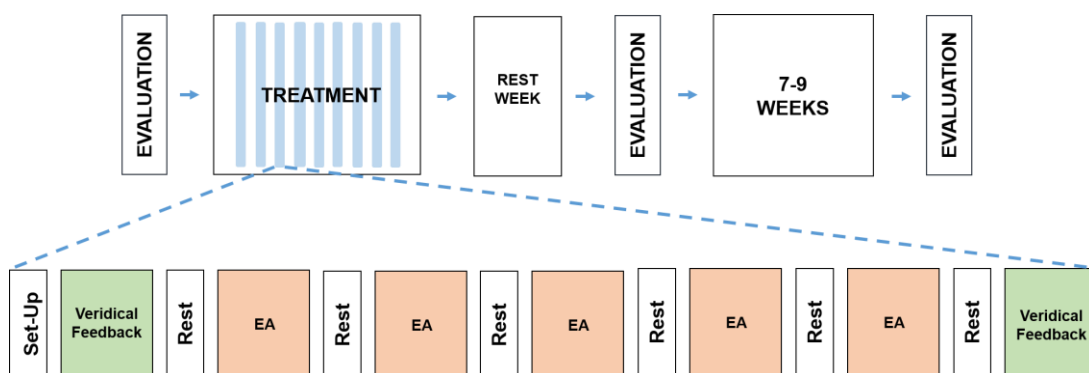 EVALUATION
TREATMENT
REST
WEEK
EVALUATION
7-9
WEEKS
EVALUATION
Set-Up
Veridical
Feedback
Rest
EA
Rest
EA
Rest
EA
Rest
EA
Rest
EA
Rest
Veridical
Feedback